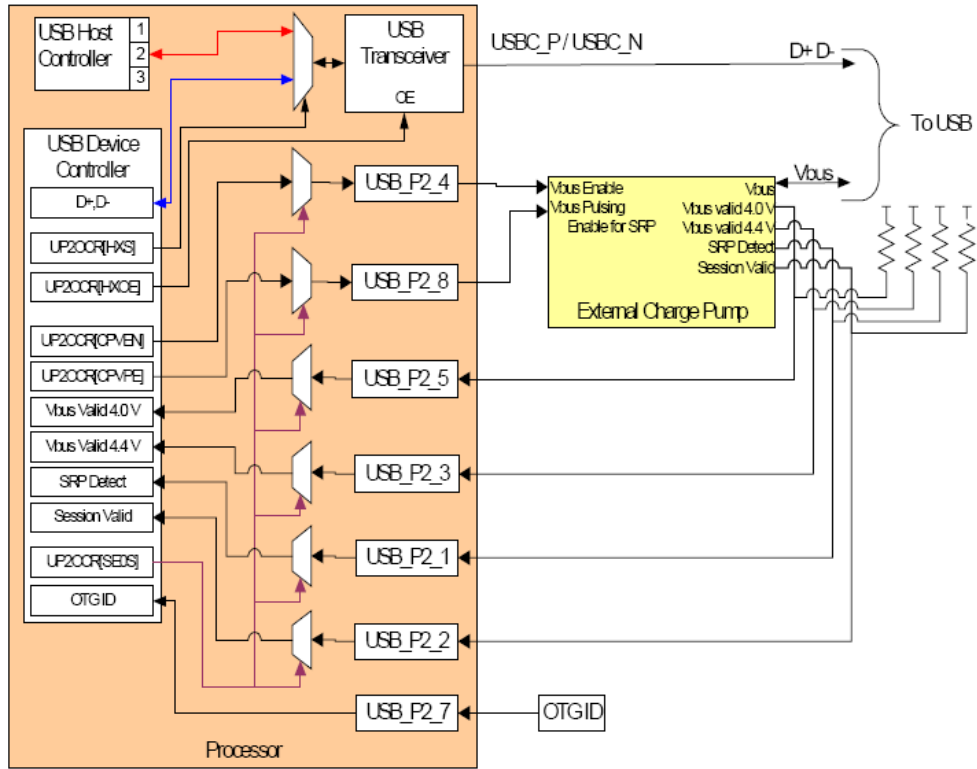 USB Host
Controller
1
2
3
USB
Transceiver
OE
USBC_P / USBC_N
D+ D-
To USB
USB Device
Controller
D+,D-
UP2OCR[HXS]
UP2OCR[HXOE]
UP2OCR[CPVEN]
UP2OCR[CPVPE]
Vbus Valid 4.0 V
Vbus Valid 4.4 V
SRP Detect
Session Valid
UP2OCR[SE0S]
OTGID
USB_P2_4
USB_P2_8
USB_P2_5
USB_P2_3
USB_P2_1
USB_P2_2
USB_P2_7
Vbus Enable
Vbus Pulsing
Enable for SRP
Vbus
Vbus valid 4.0 V
Vbus valid 4.4 V
SRP Detect
Session Valid
External Charge Pump
Vbus
OTGID
Processor